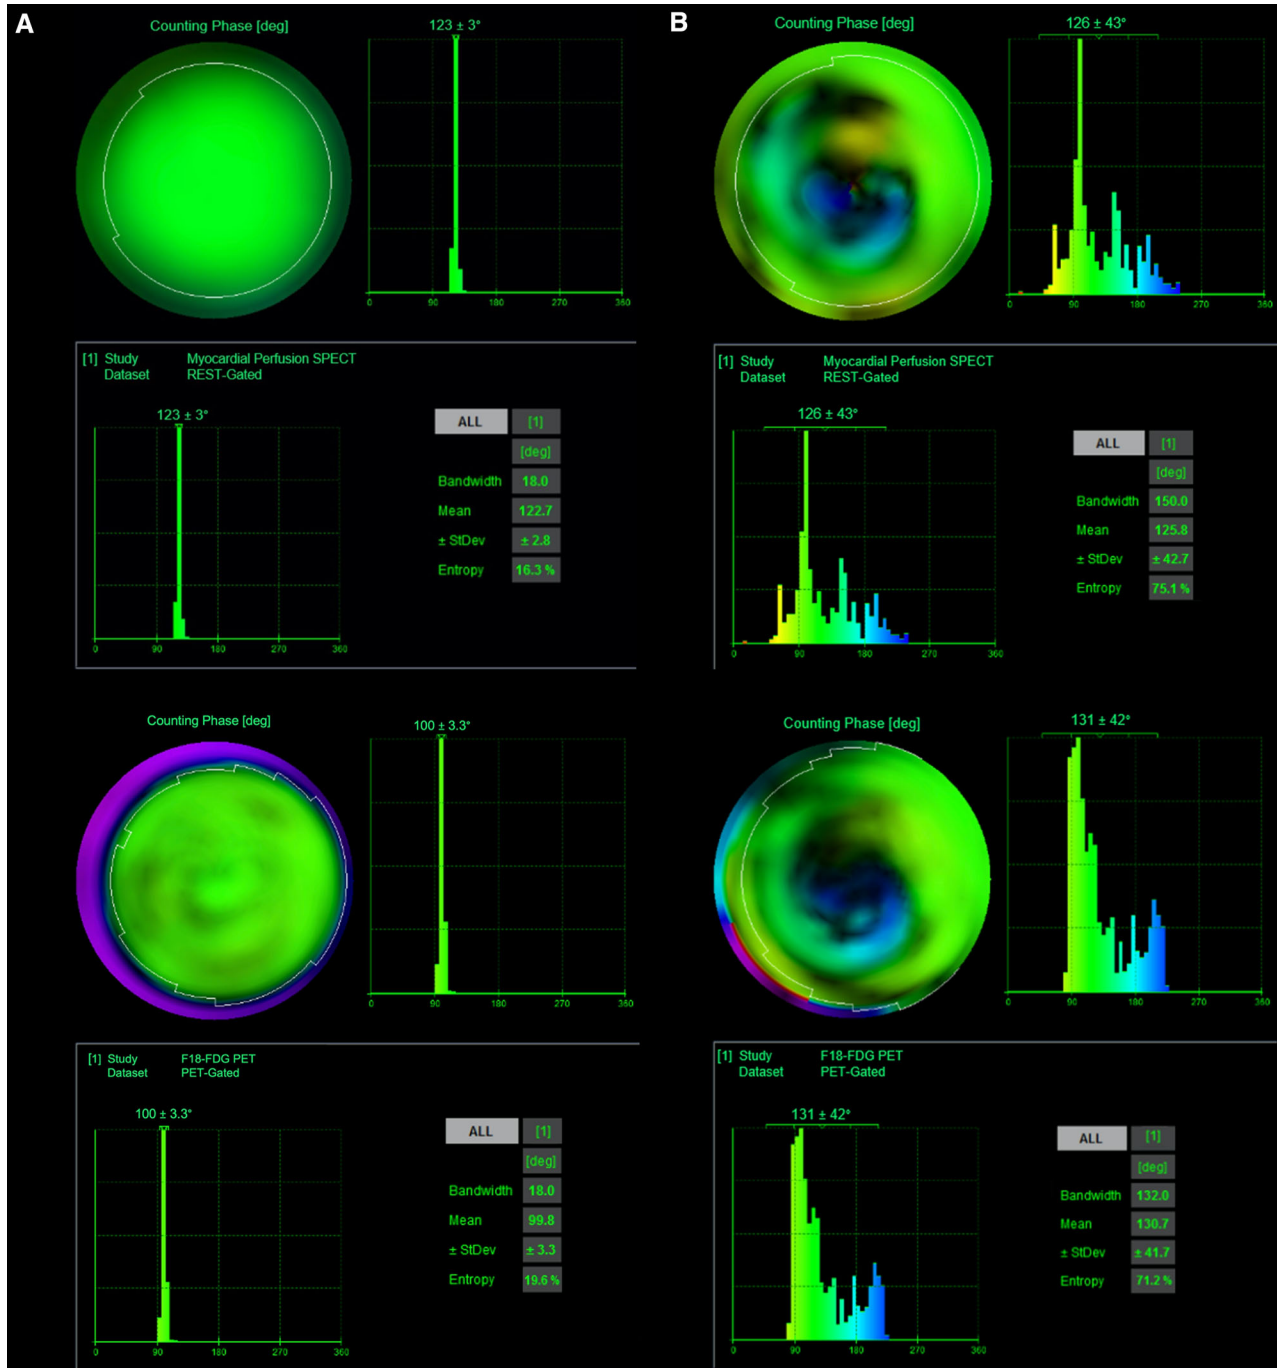 A
Counting Phase [deg]
123 ± 3°
0 90 180 270 360
[1] Study Myocardial Perfusion SPECT
Dataset REST-Gated
123 ± 3°
0 90 180 270 360
ALL [1]
[deg]
Bandwidth 18.0
Mean 122.7
± StDev ± 2.8
Entropy 16.3 %
Counting Phase [deg]
100 ± 3.3°
0 90 180 270 360
[1] Study F18-FDG PET
Dataset PET-Gated
100 ± 3.3°
0 90 180 270 360
ALL [1]
[deg]
Bandwidth 18.0
Mean 99.8
± StDev ± 3.3
Entropy 19.6 %
B
Counting Phase [deg]
126 ± 43°
0 90 180 270 360
[1] Study Myocardial Perfusion SPECT
Dataset REST-Gated
126 ± 43°
0 90 180 270 360
ALL [1]
[deg]
Bandwidth 150.0
Mean 125.8
± StDev ± 42.7
Entropy 75.1 %
Counting Phase [deg]
131 ± 42°
0 90 180 270 360
[1] Study F18-FDG PET
Dataset PET-Gated
131 ± 42°
0 90 180 270 360
ALL [1]
[deg]
Bandwidth 132.0
Mean 130.7
± StDev ± 41.7
Entropy 71.2 %